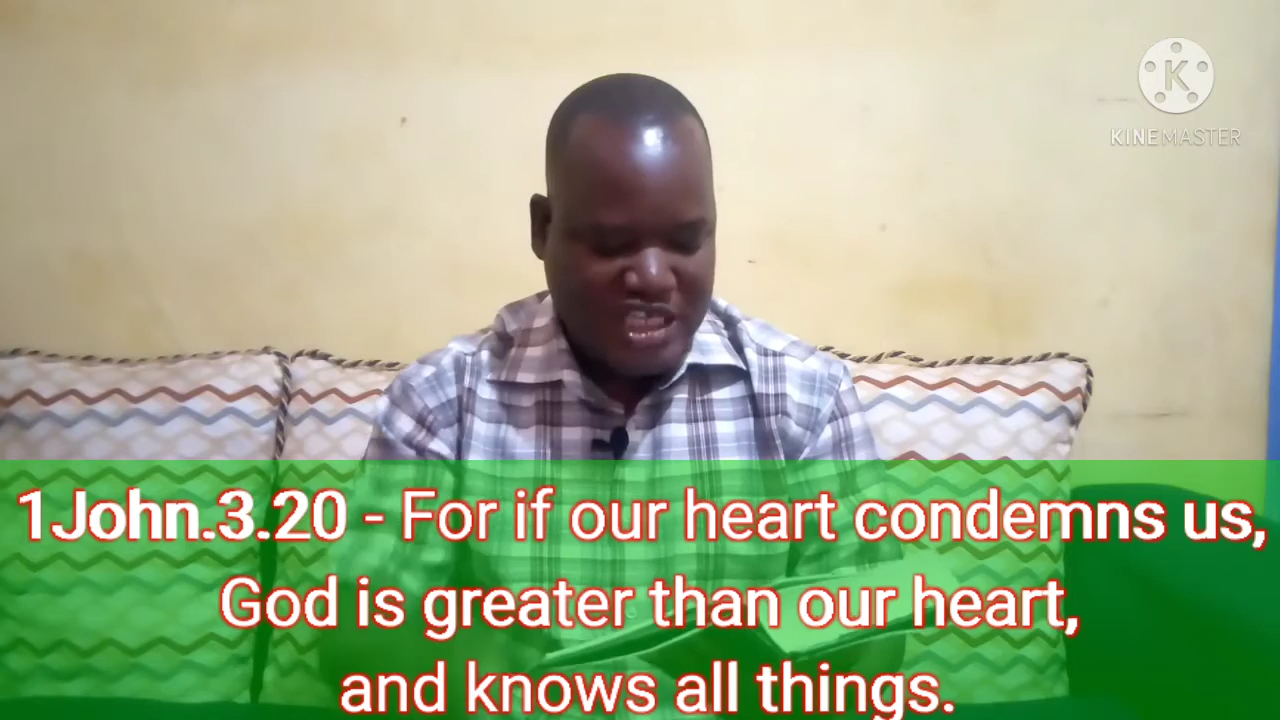 K
KINEMASTER
1John.3.20 - For if our heart condemns us,
God is greater than our heart,
and knows all things.